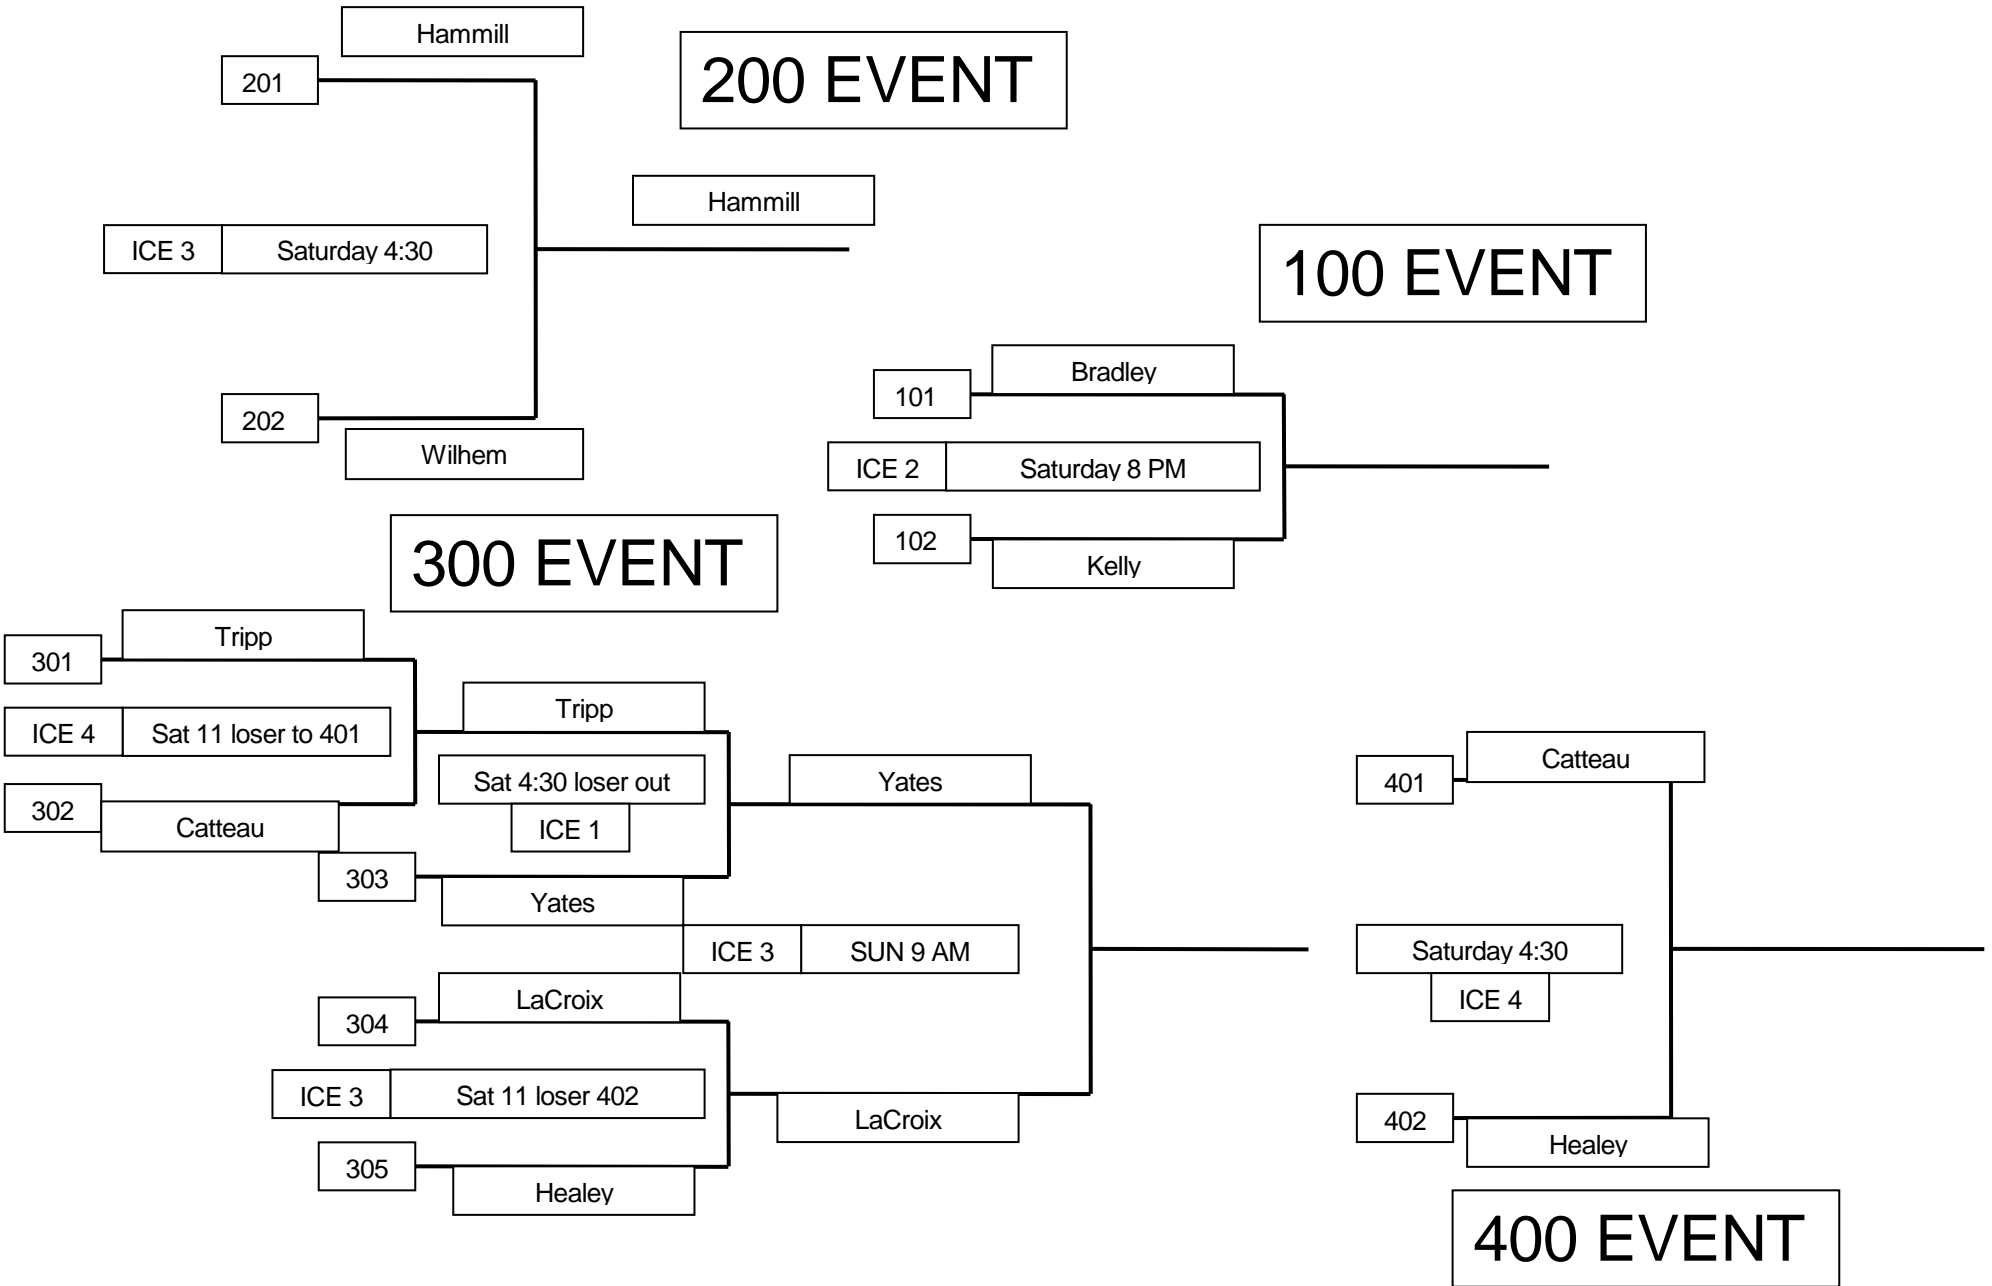 Hammill
201
200 EVENT
Hammill
ICE 3
Saturday 4:30
202
Wilhem
100 EVENT
101
Bradley
ICE 2
Saturday 8 PM
102
Kelly
300 EVENT
301
Tripp
ICE 4
Sat 11 loser to 401
302
Catteau
Tripp
Sat 4:30 loser out
ICE 1
303
Yates
Yates
ICE 3
SUN 9 AM
304
LaCroix
ICE 3
Sat 11 loser 402
305
Healey
LaCroix
401
Catteau
Saturday 4:30
ICE 4
402
Healey
400 EVENT